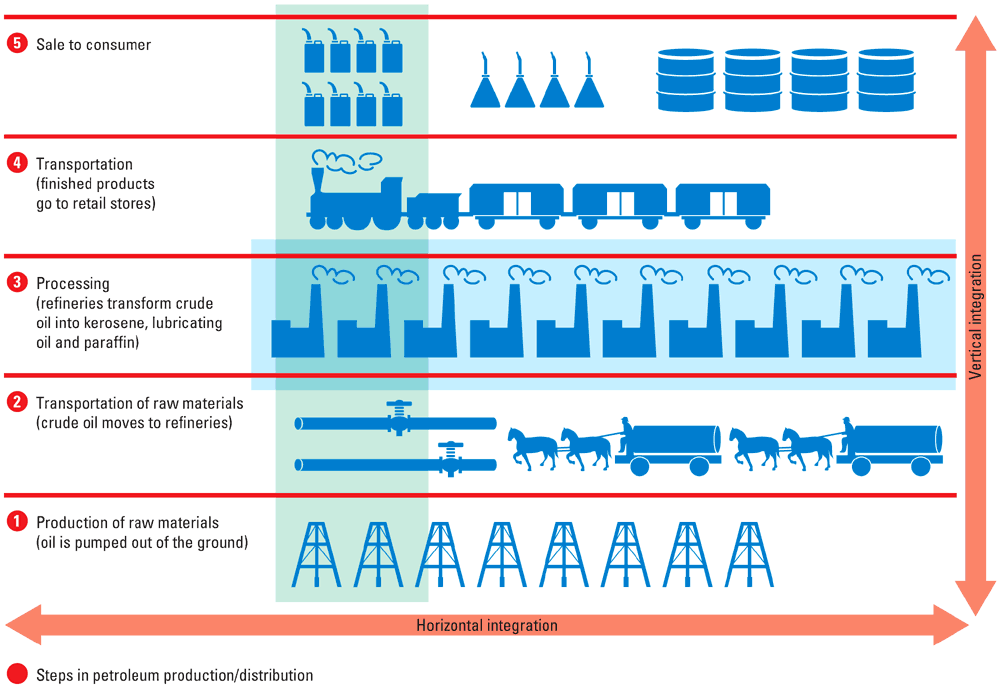 5 Sale to consumer
4 Transportation
(finished products
go to retail stores)
3 Processing
(refineries transform crude
oil into kerosene, lubricating
oil and paraffin)
2 Transportation of raw materials
(crude oil moves to refineries)
1 Production of raw materials
(oil is pumped out of the ground)
Vertical integration
Horizontal integration
Steps in petroleum production/distribution